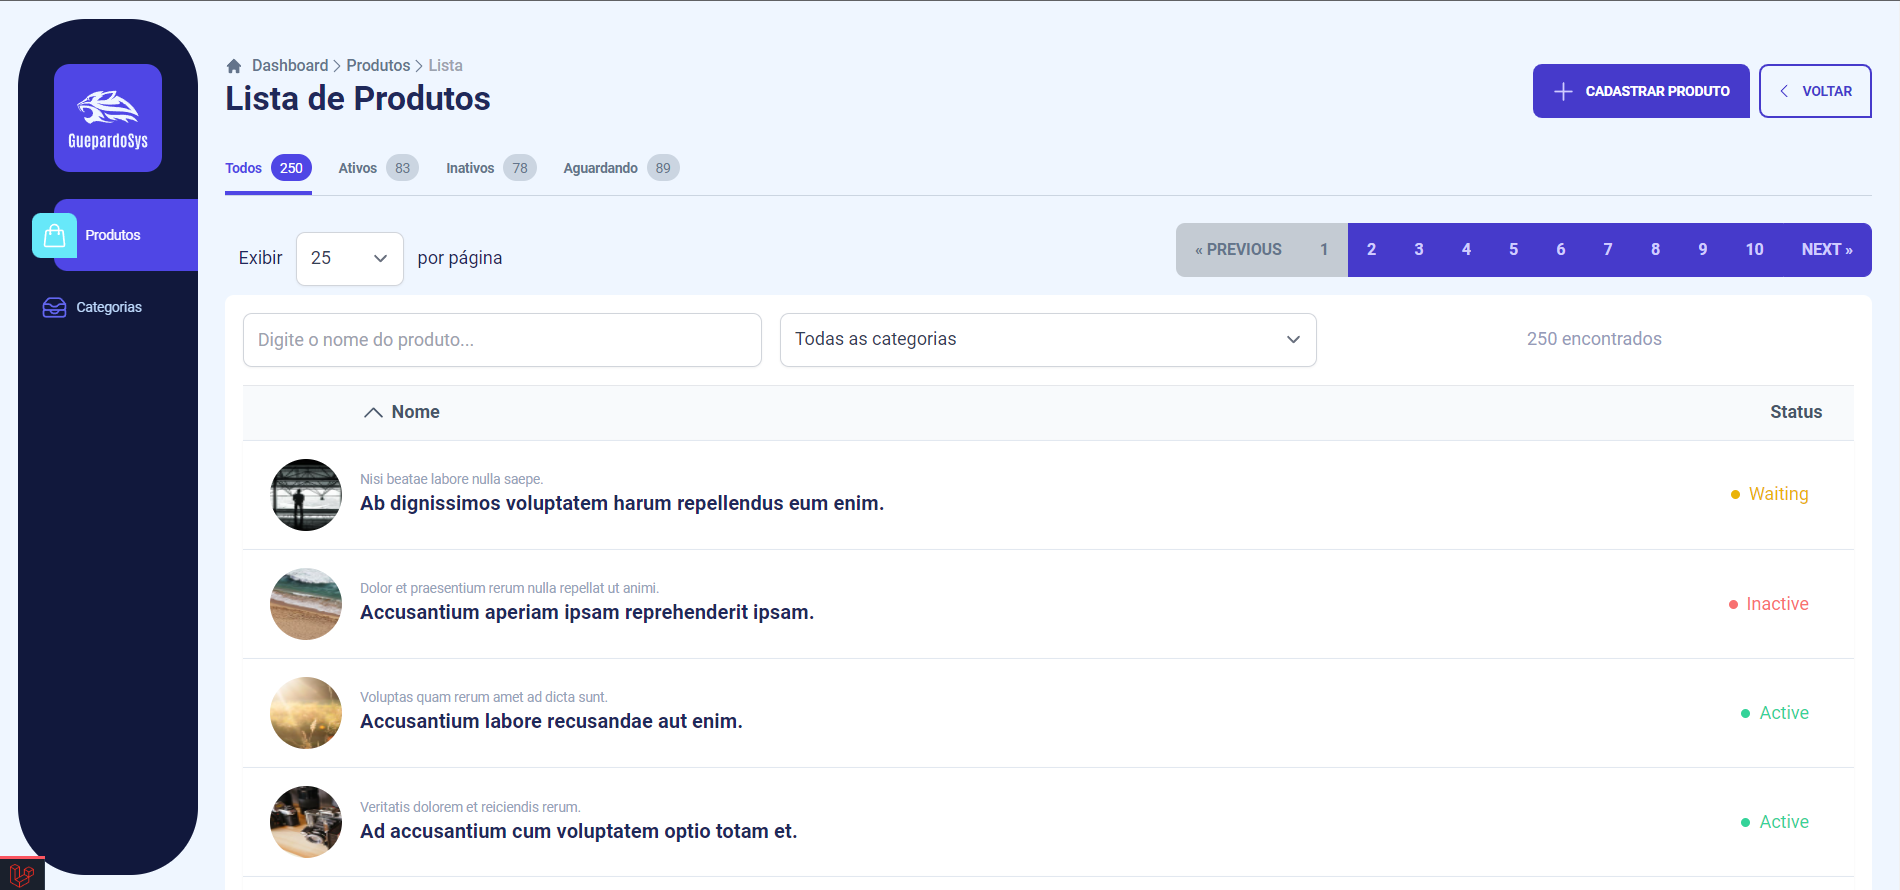 GuepardoSys
Produtos
Categorias
Dashboard Produtos Lista
Lista de Produtos
CADASTRAR PRODUTO
VOLTAR
Todos 250 Ativos 83 Inativos 78 Aguardando 89
Exibir 25 por página
« PREVIOUS 1 2 3 4 5 6 7 8 9 10 NEXT »
Digite o nome do produto...
Todas as categorias
250 encontrados
Nome Status
Nisi beatae labore nulla saepe.
Ab dignissimos voluptatem harum repellendus eum enim.
Waiting
Dolor et praesentium rerum nulla repellat ut animi.
Accusantium aperiam ipsam reprehenderit ipsam.
Inactive
Voluptas quam rerum amet ad dicta sunt.
Accusantium labore recusandae aut enim.
Active
Veritatis dolorem et reiciendis rerum.
Ad accusantium cum voluptatem optio totam et.
Active